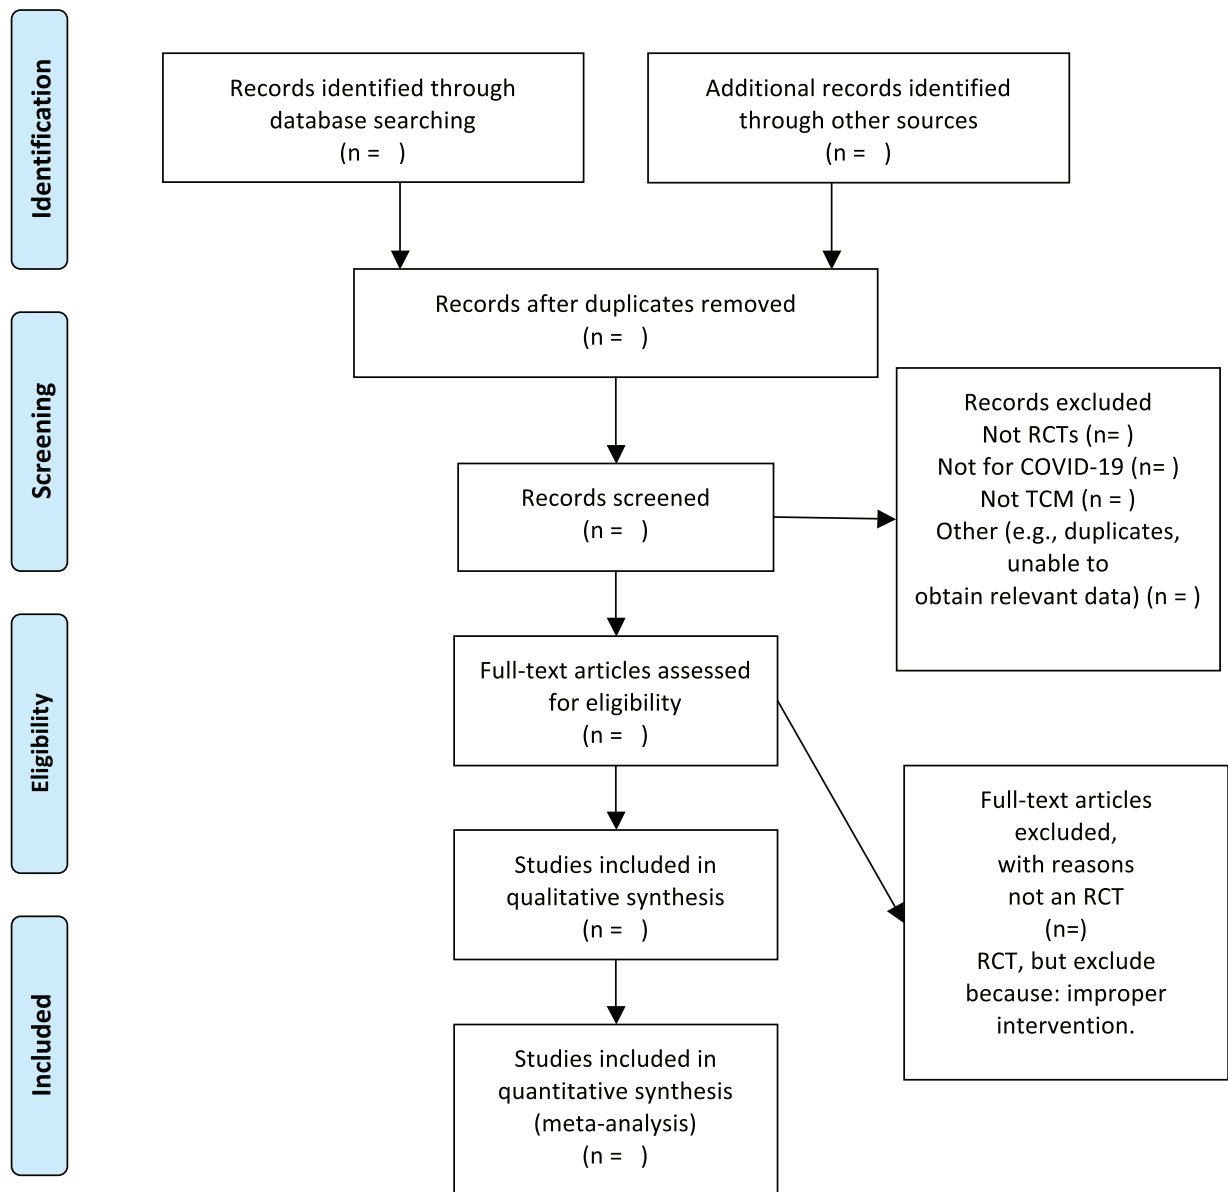 Identification
Records identified through
database searching
(n =   )
Additional records identified
through other sources
(n =   )
Records after duplicates removed
(n =   )
Screening
Records screened
(n =   )
Records excluded
Not RCTs (n= )
Not for COVID-19 (n= )
Not TCM (n = )
Other (e.g., duplicates,
unable to
obtain relevant data) (n = )
Eligibility
Full-text articles assessed
for eligibility
(n =   )
Full-text articles
excluded,
with reasons
not an RCT
(n=)
RCT, but exclude
because: improper
intervention.
Studies included in
qualitative synthesis
(n =   )
Included
Studies included in
quantitative synthesis
(meta-analysis)
(n =   )